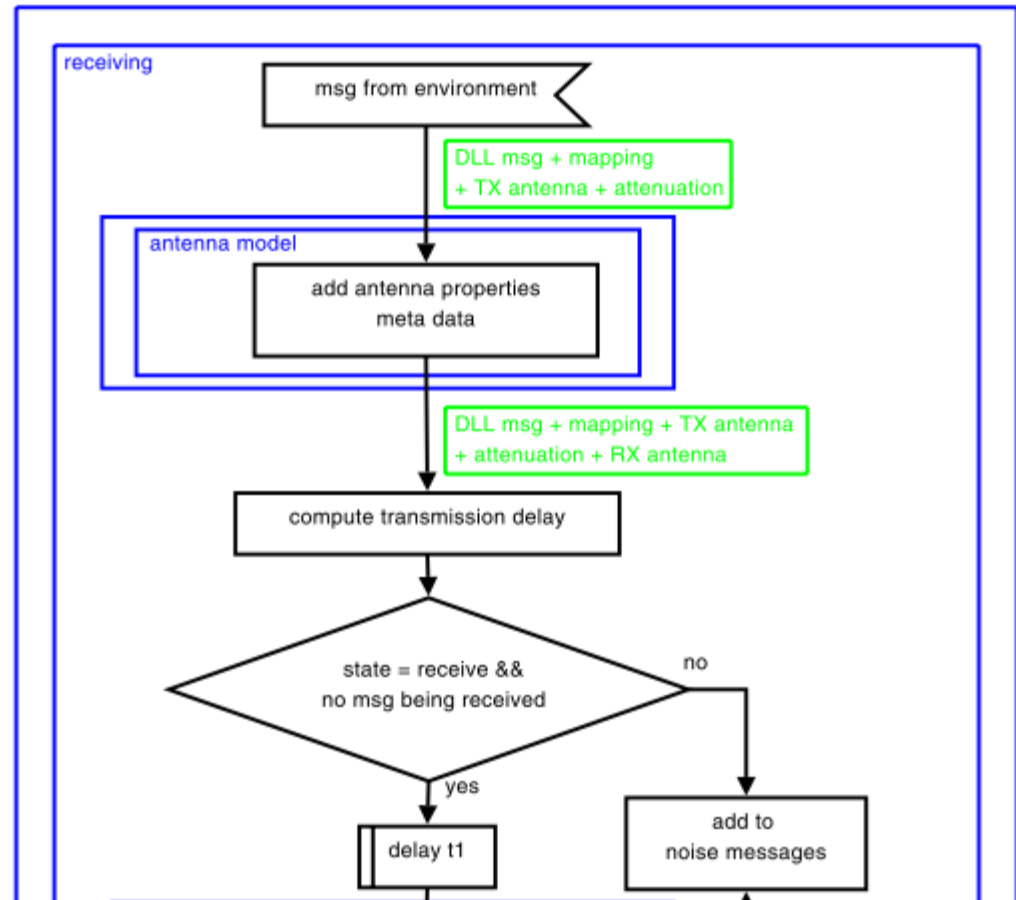 receiving
msg from environment
DLL msg + mapping
+ TX antenna + attenuation
antenna model
add antenna properties
meta data
DLL msg + mapping + TX antenna
+ attenuation + RX antenna
compute transmission delay
state = receive &&
no msg being received
no
yes
delay t1
add to
noise messages